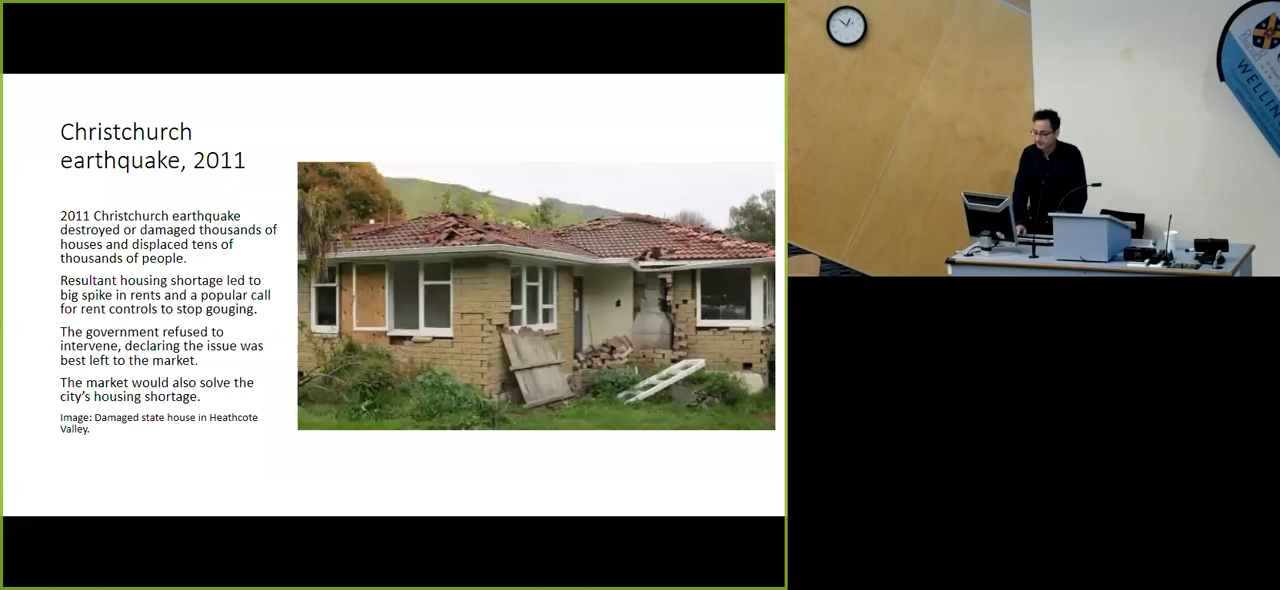 Christchurch
earthquake, 2011
2011 Christchurch earthquake
destroyed or damaged thousands of
houses and displaced tens of
thousands of people.
Resultant housing shortage led to
big spike in rents and a popular call
for rent controls to stop gouging.
The government refused to
intervene, declaring the issue was
best left to the market.
The market would also solve the
city’s housing shortage.
Image: Damaged state house in Heathcote
Valley.
WELLIN